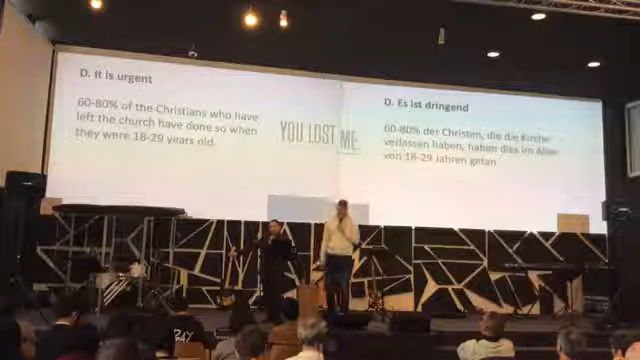 D. It is urgent
60-80% of the Christians who have
left the church have done so when
they were 18-29 years old.
YOU LOST ME
D. Es ist dringend
60-80% der Christen, die die Kirche
verlassen haben, haben dies im Alter
von 18-29 Jahren getan